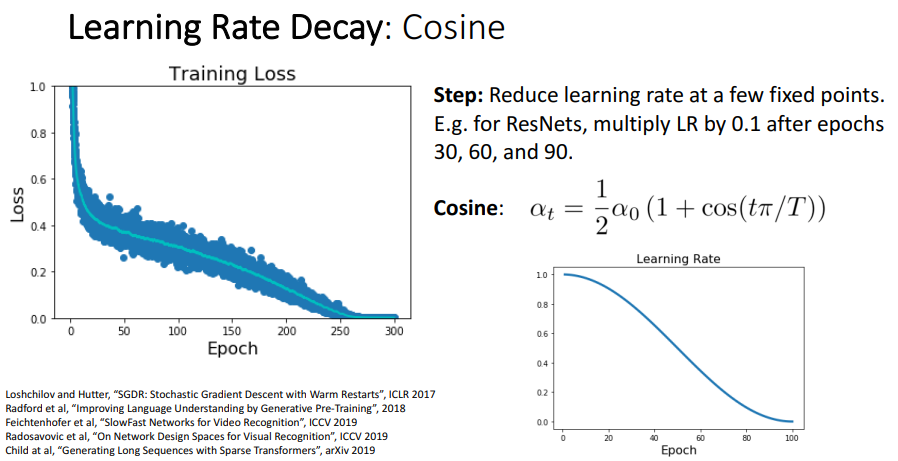 Learning Rate Decay: Cosine
Training Loss
1.0
0.8
0.6
0.4
0.2
0.0
Loss
0
50
100
150
200
250
300
Epoch
Step: Reduce learning rate at a few fixed points.
E.g. for ResNets, multiply LR by 0.1 after epochs
30, 60, and 90.
Cosine: αt = 1/2 α0 (1 + cos(tπ/T))
Learning Rate
1.0
0.8
0.6
0.4
0.2
0.0
0
20
40
60
80
100
Epoch
Loshchilov and Hutter, “SGDR: Stochastic Gradient Descent with Warm Restarts”, ICLR 2017
Radford et al, “Improving Language Understanding by Generative Pre-Training”, 2018
Feichtenhofer et al, “SlowFast Networks for Video Recognition”, ICCV 2019
Radosavovic et al, “On Network Design Spaces for Visual Recognition”, ICCV 2019
Child at al, “Generating Long Sequences with Sparse Transformers”, arXiv 2019